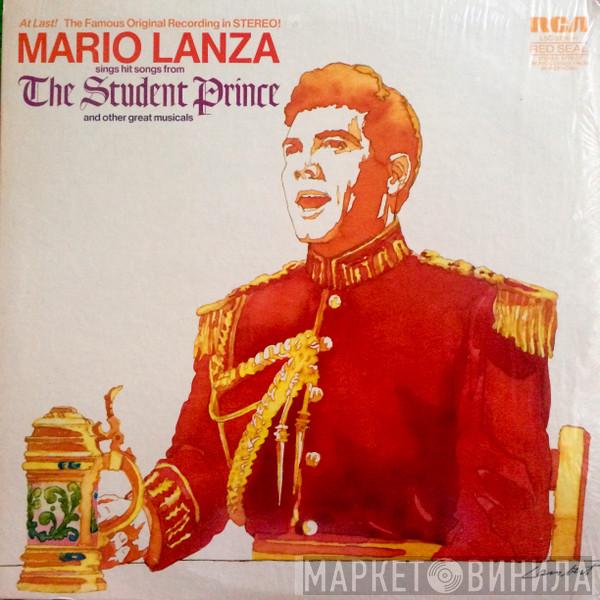 At Last! The Famous Original Recording in STEREO!
MARIO LANZA
sings hit songs from
The Student Prince
and other great musicals
RCA
RED SEAL
МАРКЕТ ВИНИЛА